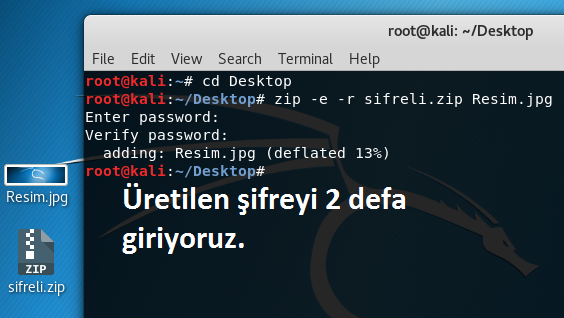 root@kali: ~/Desktop
File Edit View Search Terminal Help
root@kali:~# cd Desktop
root@kali:~/Desktop# zip -e -r sifreli.zip Resim.jpg
Enter password:
Verify password:
  adding: Resim.jpg (deflated 13%)
root@kali:~/Desktop#
Üretilen şifreyi 2 defa
giriyoruz.
Resim.jpg
ZIP
sifreli.zip